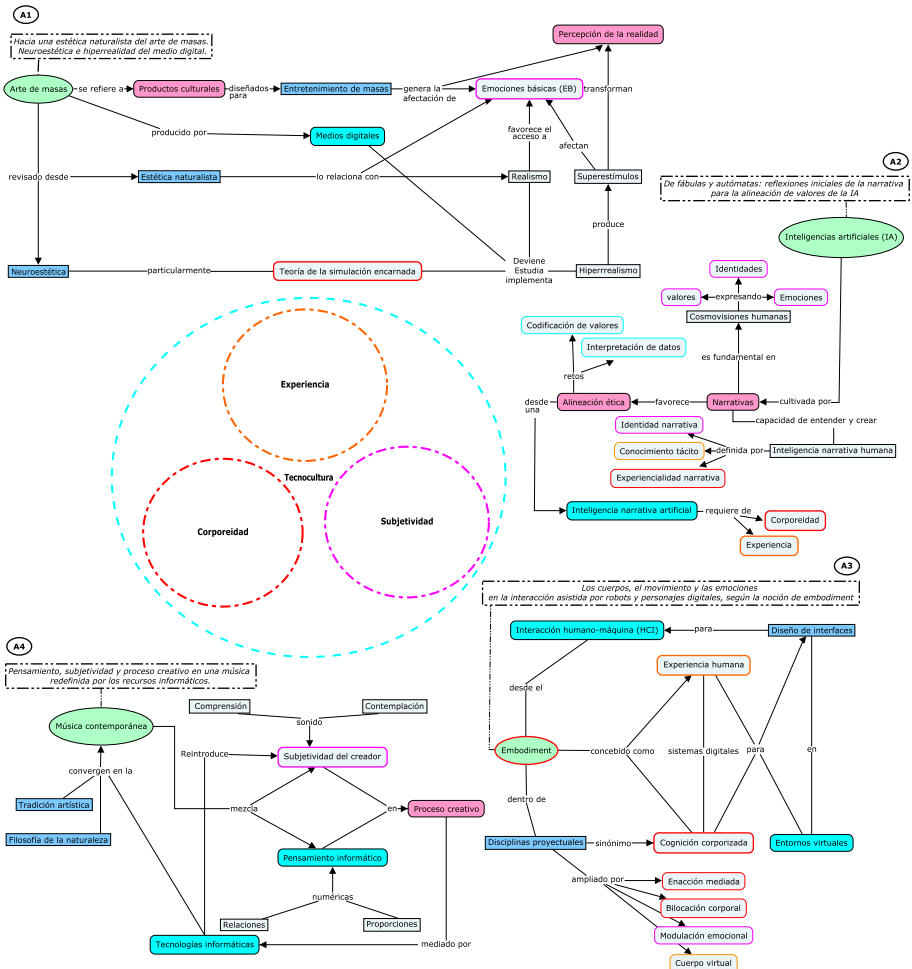 A1
Hacia una estética naturalista del arte de masas.
Neuroestética e hiperrealidad del medio digital.
Percepción de la realidad
Arte de masas
se refiere a
Productos culturales
diseñados
para
Entretenimiento de masas
genera la
afectación de
Emociones básicas (EB)
transforman
producido por
Medios digitales
favorece el
acceso a
afectan
revisado desde
Estética naturalista
lo relaciona con
Realismo
Superestímulos
produce
Neuroestética
particularmente
Teoría de la simulación encarnada
Deviene
Estudia
implementa
Hiperrrealismo
A2
De fábulas y autómatas: reflexiones iniciales de la narrativa
para la alineación de valores de la IA
Inteligencias artificiales (IA)
Identidades
valores
expresando
Emociones
Cosmovisiones humanas
Codificación de valores
Interpretación de datos
es fundamental en
retos
desde
una
Alineación ética
favorece
Narrativas
cultivada por
capacidad de entender y crear
Identidad narrativa
Conocimiento tácito
definida por
Inteligencia narrativa humana
Experiencialidad narrativa
Inteligencia narrativa artificial
requiere de
Corporeidad
Experiencia
Experiencia
Tecnocultura
Corporeidad
Subjetividad
A3
Los cuerpos, el movimiento y las emociones
en la interacción asistida por robots y personajes digitales, según la noción de embodiment
Interacción humano-máquina (HCI)
para
Diseño de interfaces
Experiencia humana
desde el
Embodiment
concebido como
sistemas digitales
para
en
dentro de
Disciplinas proyectuales
sinónimo
Cognición corporizada
Entornos virtuales
ampliado por
Enacción mediada
Bilocación corporal
Modulación emocional
Cuerpo virtual
A4
Pensamiento, subjetividad y proceso creativo en una música
redefinida por los recursos informáticos.
Comprensión
Contemplación
sonido
Música contemporánea
Reintroduce
Subjetividad del creador
convergen en la
Tradición artística
mezcla
en
Proceso creativo
Filosofía de la naturaleza
Pensamiento informático
numéricas
Relaciones
Proporciones
Tecnologías informáticas
mediado por